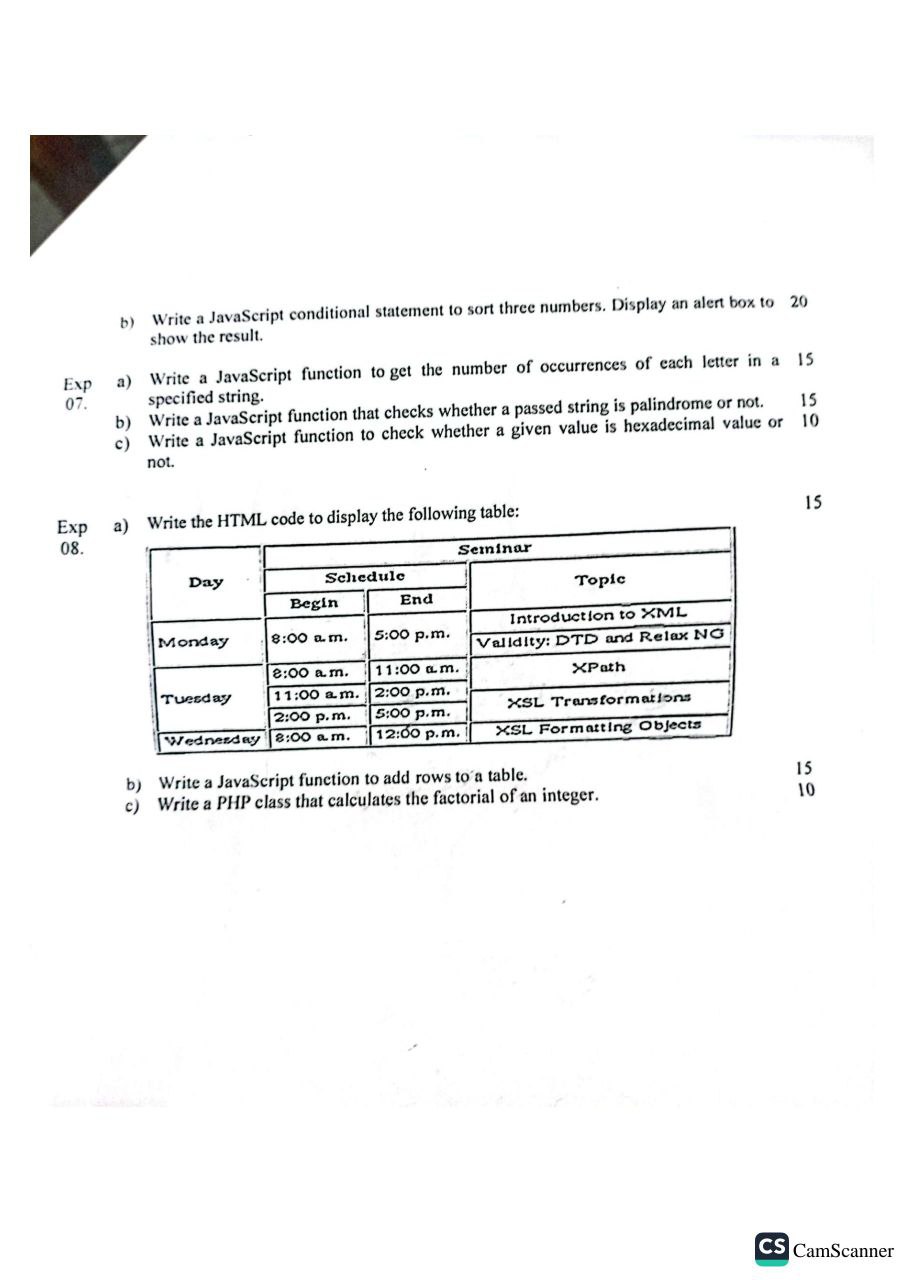 b) Write a JavaScript conditional statement to sort three numbers. Display an alert box to 20
show the result.
Exp a) Write a JavaScript function to get the number of occurrences of each letter in a 15
07. specified string.
b) Write a JavaScript function that checks whether a passed string is palindrome or not. 15
c) Write a JavaScript function to check whether a given value is hexadecimal value or 10
not.
Exp a) Write the HTML code to display the following table: 15
08.
Seminar
Day Schedule Topic
Begin End
Introduction to XML
Monday 8:00 a.m. 5:00 p.m.
Validity: DTD and Relax NG
8:00 a.m. 11:00 a.m. XPath
Tuesday 11:00 a.m. 2:00 p.m. XSL Transformations
2:00 p.m. 5:00 p.m.
Wednesday 8:00 a.m. 12:00 p.m. XSL Formatting Objects
b) Write a JavaScript function to add rows to a table. 15
c) Write a PHP class that calculates the factorial of an integer. 10
CS CamScanner